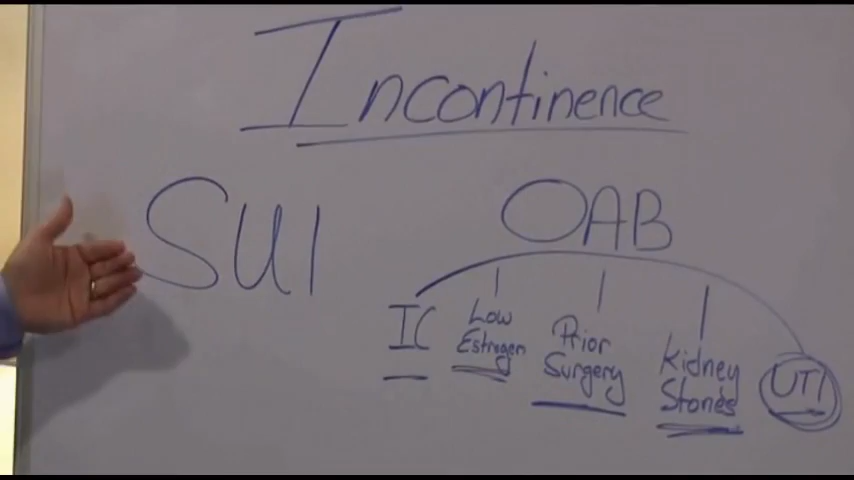 Incontinence
SUI
OAB
IC
Low
Estrogen
Prior
Surgery
Kidney
Stones
UTI